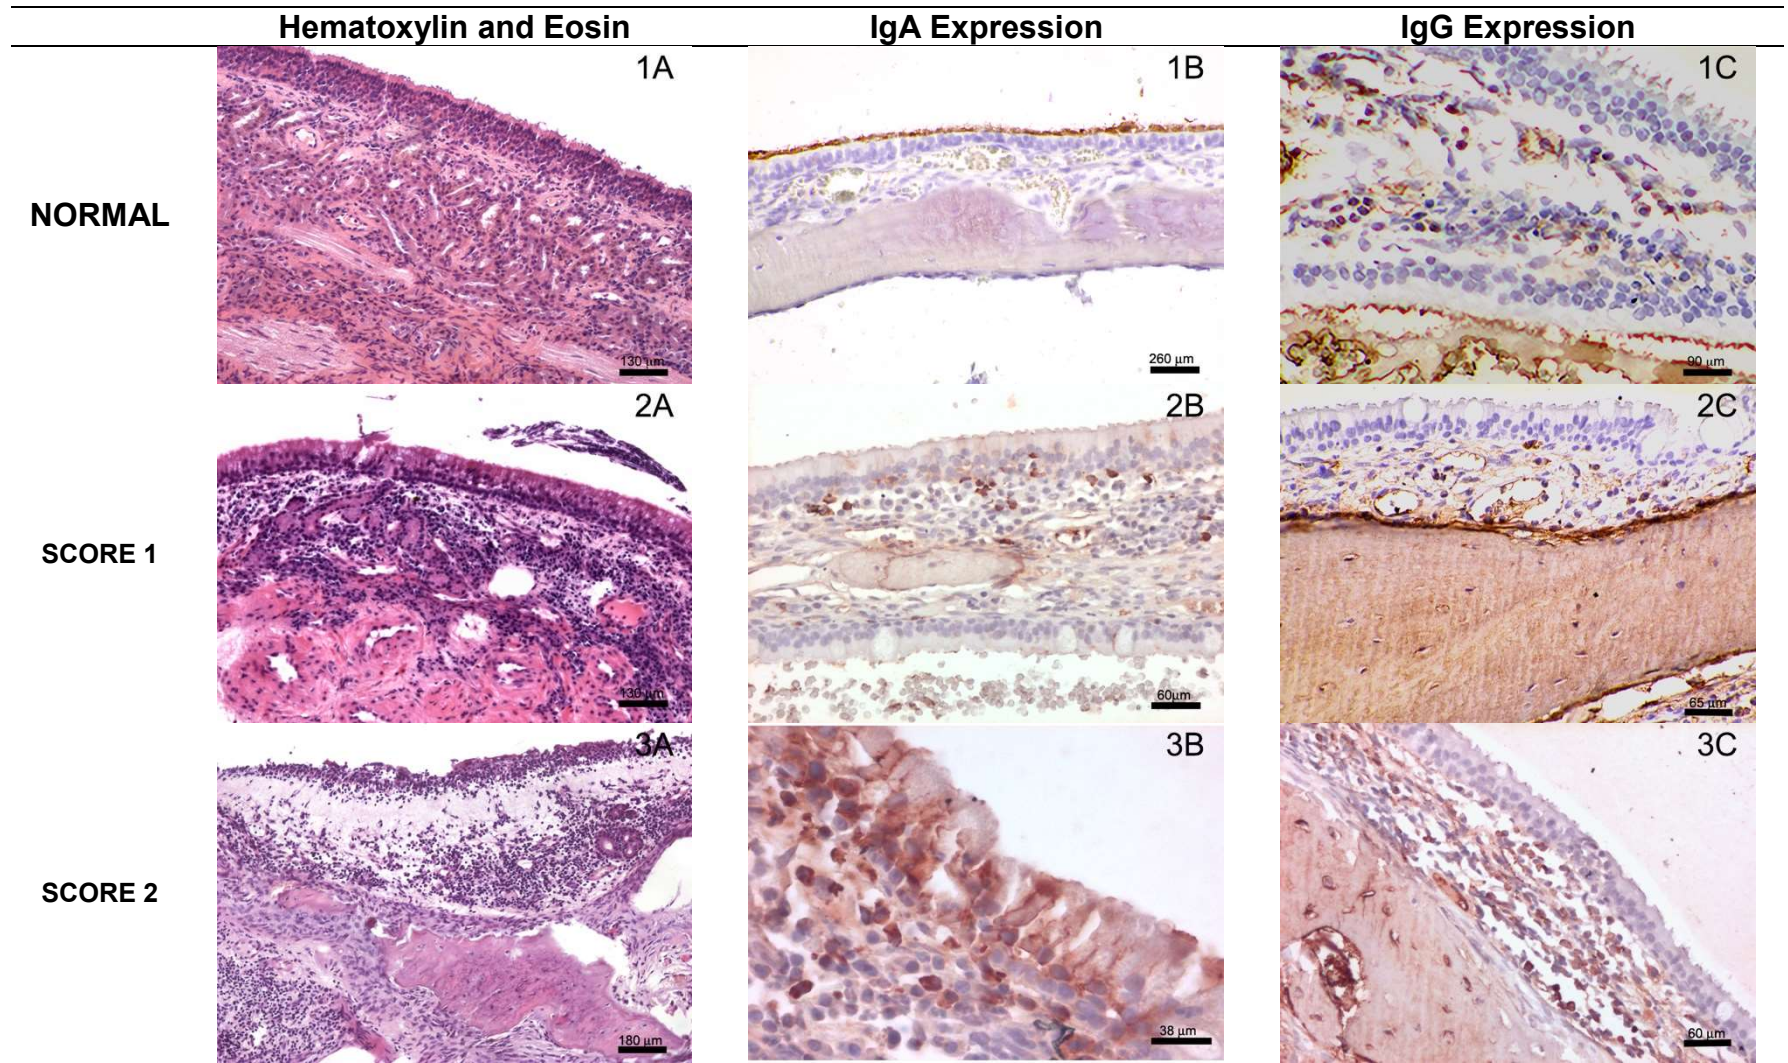 Hematoxylin and Eosin IgA Expression IgG Expression
NORMAL
1A 1B 1C
130 µm 260 µm 90 µm
SCORE 1
2A 2B 2C
130 µm 60µm 65 µm
SCORE 2
3A 3B 3C
180 µm 38 µm 60 µm